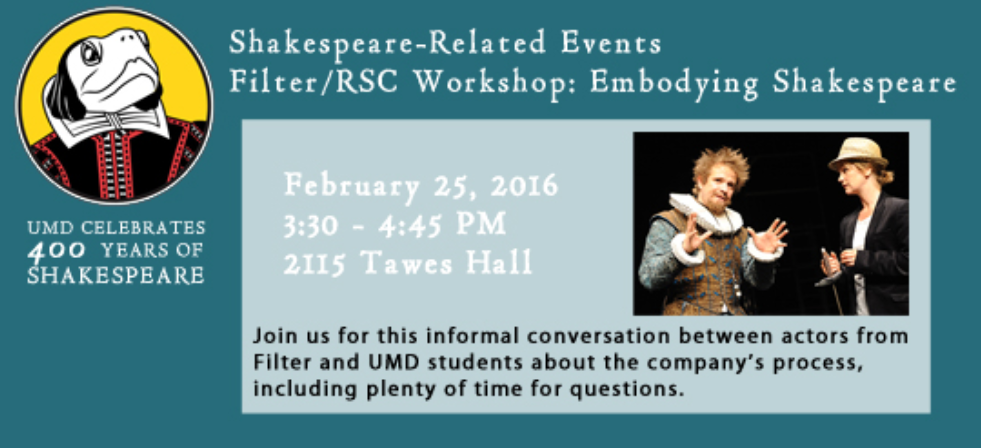 Shakespeare-Related Events
Filter/RSC Workshop: Embodying Shakespeare
February 25, 2016
3:30 - 4:45 PM
2115 Tawes Hall
UMD CELEBRATES
400 YEARS OF
SHAKESPEARE
Join us for this informal conversation between actors from
Filter and UMD students about the company's process,
including plenty of time for questions.